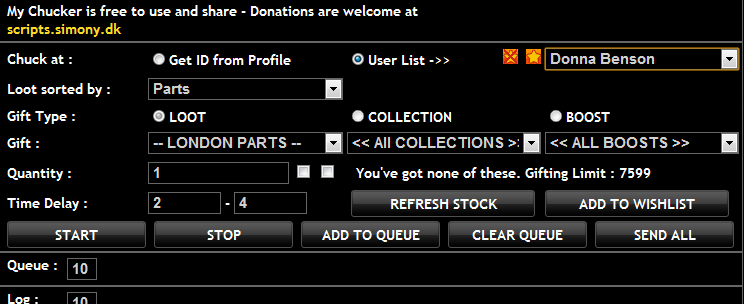 My Chucker is free to use and share - Donations are welcome at
scripts.simony.dk
Chuck at : Get ID from Profile User List ->> Donna Benson
Loot sorted by : Parts
Gift Type : LOOT COLLECTION BOOST
Gift : -- LONDON PARTS -- << All COLLECTIONS > << ALL BOOSTS >>
Quantity : 1 You've got none of these. Gifting Limit : 7599
Time Delay : 2 - 4 REFRESH STOCK ADD TO WISHLIST
START STOP ADD TO QUEUE CLEAR QUEUE SEND ALL
Queue : 10
Log : 10